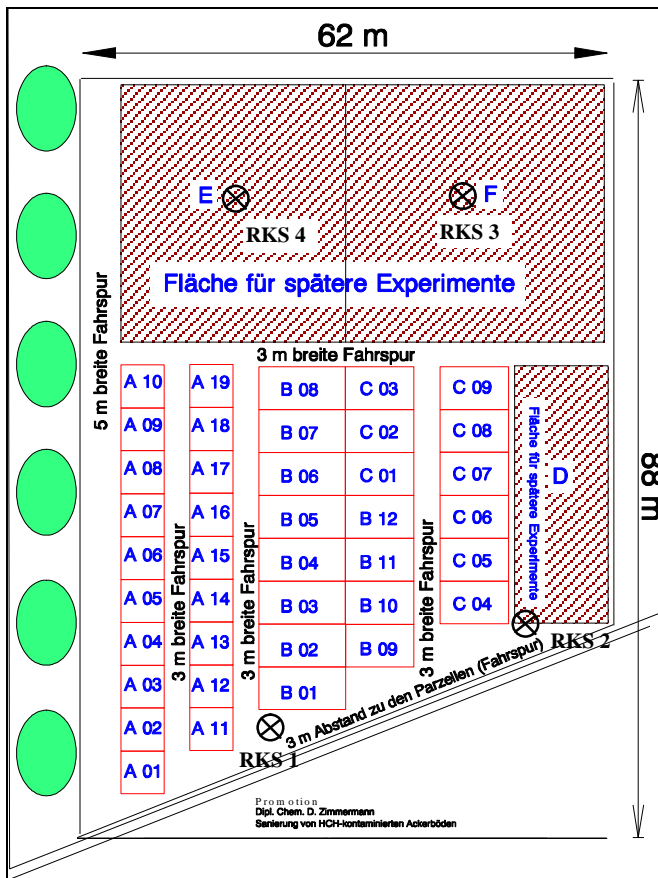 62 m
88 m
E
F
RKS 4
RKS 3
Fläche für spätere Experimente
5 m breite Fahrspur
3 m breite Fahrspur
A 10
A 09
A 08
A 07
A 06
A 05
A 04
A 03
A 02
A 01
3 m breite Fahrspur
A 19
A 18
A 17
A 16
A 15
A 14
A 13
A 12
A 11
3 m breite Fahrspur
B 08
B 07
B 06
B 05
B 04
B 03
B 02
B 01
C 03
C 02
C 01
B 12
B 11
B 10
B 09
3 m breite Fahrspur
C 09
C 08
C 07
C 06
C 05
C 04
Fläche für spätere Experimente
D
RKS 2
3 m Abstand zu den Parzellen (Fahrspur)
RKS 1
Promotion
Dipl. Chem. D. Zimmermann
Sanierung von HCH-kontaminierten Ackerböden